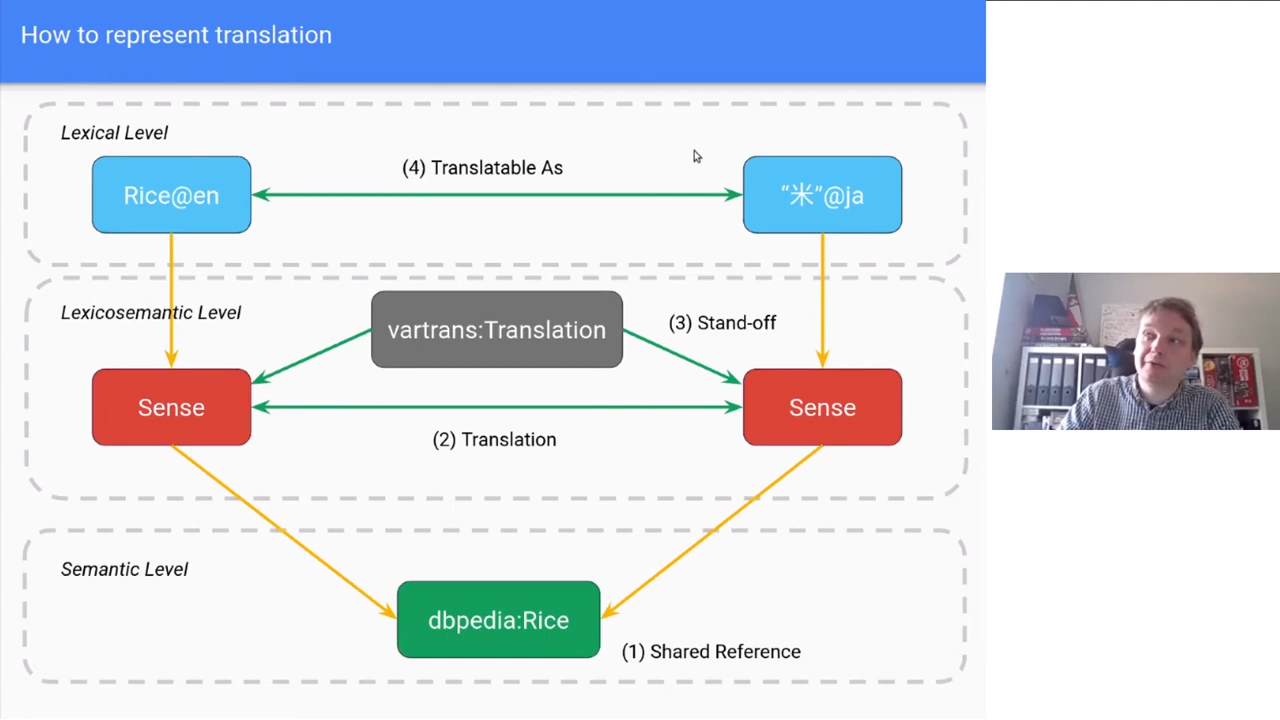 How to represent translation
Lexical Level
(4) Translatable As
Rice@en
“米”@ja
Lexicosemantic Level
vartrans:Translation
(3) Stand-off
Sense
Sense
(2) Translation
Semantic Level
dbpedia:Rice
(1) Shared Reference